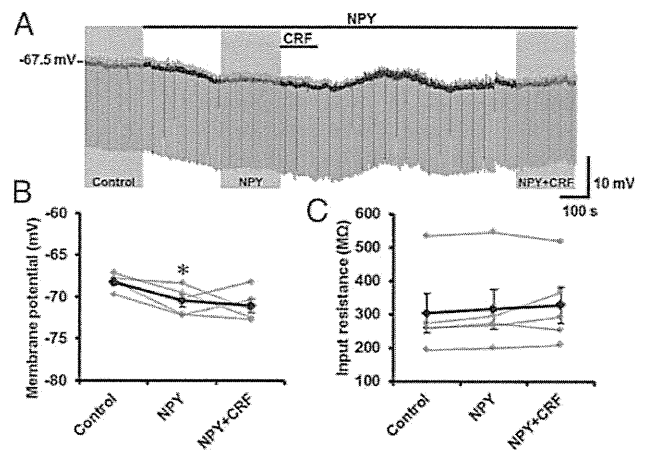 A
NPY
CRF
-67.5 mV
Control
NPY
NPY+CRF
10 mV
100 s
B
Membrane potential (mV)
-60
-65
-70
-75
-80
*
Control
NPY
NPY+CRF
C
Input resistance (MΩ)
600
500
400
300
200
100
Control
NPY
NPY+CRF